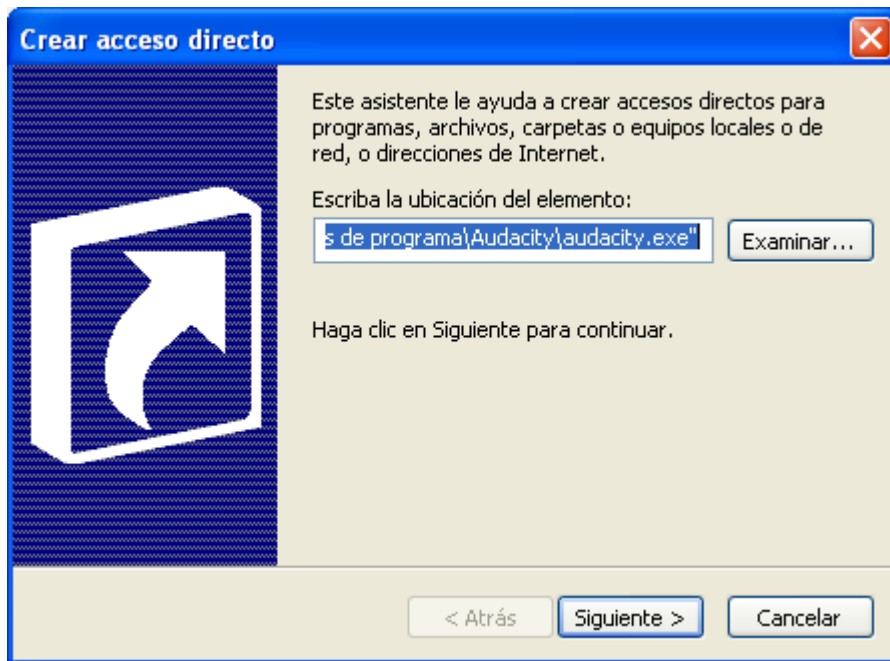 Crear acceso directo
Este asistente le ayuda a crear accesos directos para
programas, archivos, carpetas o equipos locales o de
red, o direcciones de Internet.
Escriba la ubicación del elemento:
s de programa\Audacity\audacity.exe"
Examinar...
Haga clic en Siguiente para continuar.
< Atrás
Siguiente >
Cancelar